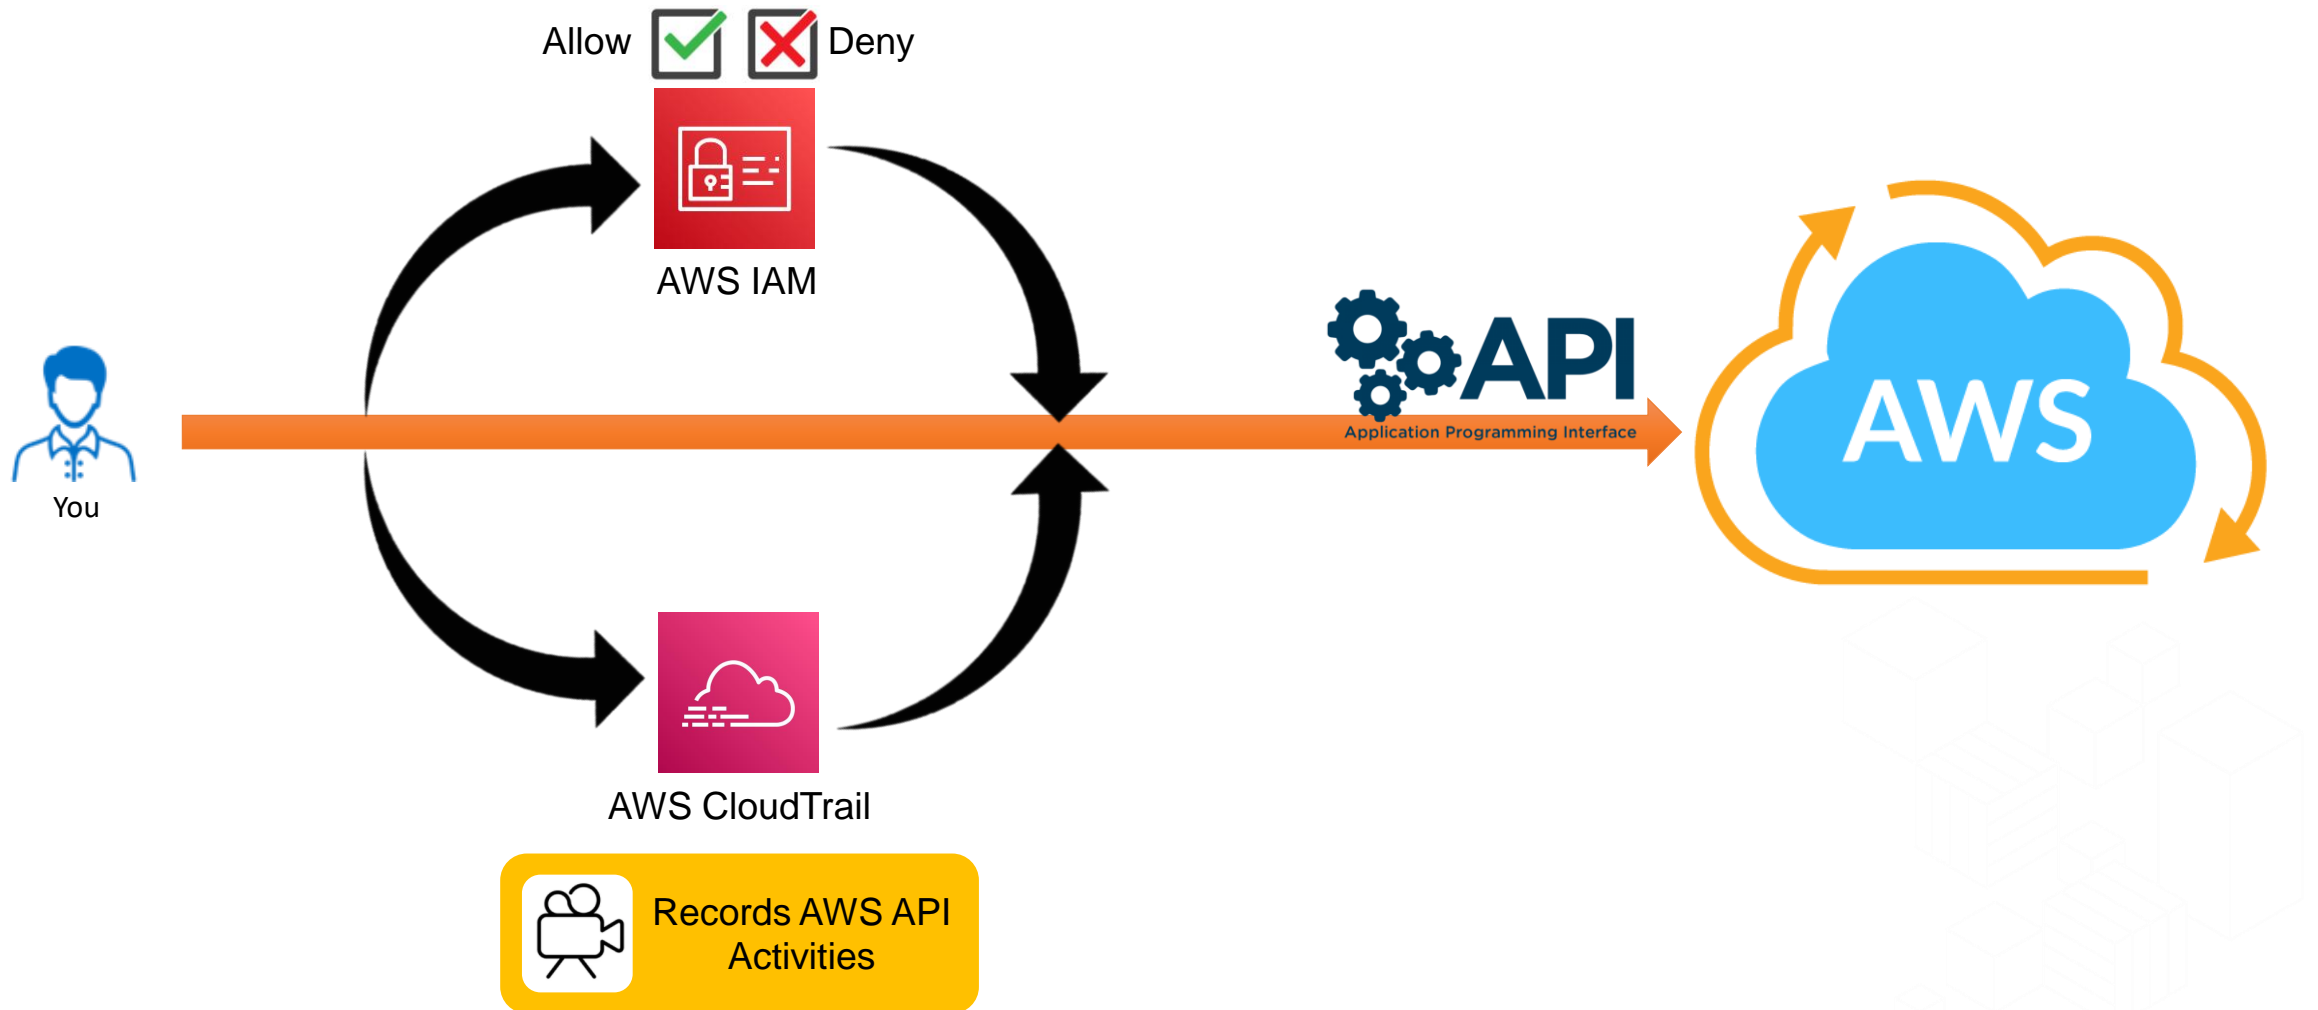 Allow
Deny
AWS IAM
You
API
Application Programming Interface
AWS
AWS CloudTrail
Records AWS API
Activities